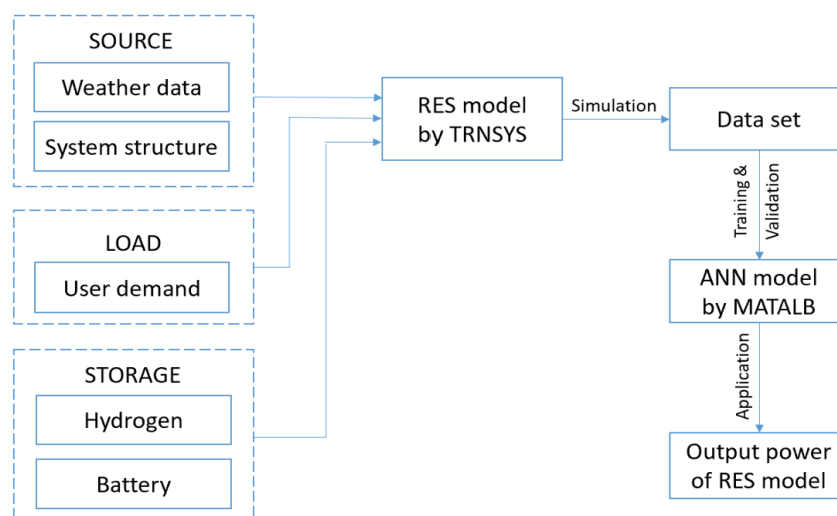 SOURCE
Weather data
System structure
LOAD
User demand
STORAGE
Hydrogen
Battery
RES model
by TRNSYS
Simulation
Data set
Training &
Validation
ANN model
by MATALB
Application
Output power
of RES model